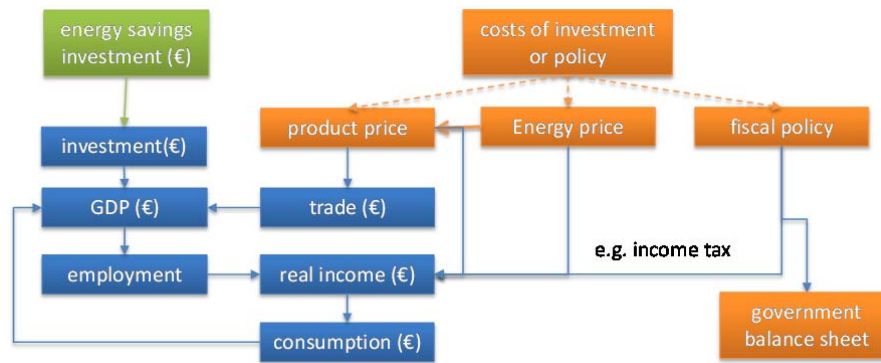 energy savings
investment (€)
costs of investment
or policy
product price
Energy price
fiscal policy
investment(€)
GDP (€)
trade (€)
e.g. income tax
employment
real income (€)
government
balance sheet
consumption (€)